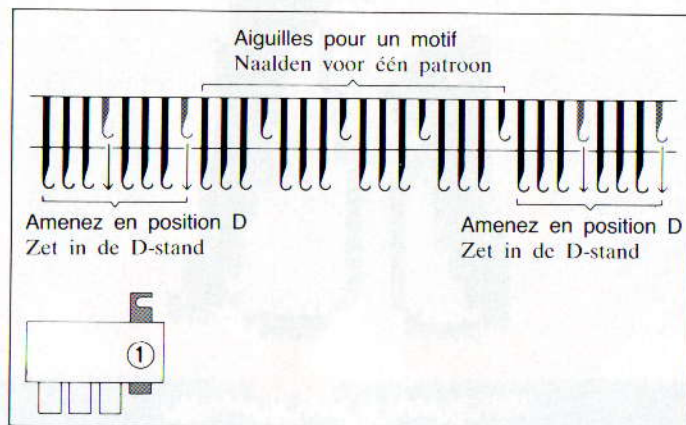 Aiguilles pour un motif
Naalden voor één patroon
Amenez en position D
Zet in de D-stand
Amenez en position D
Zet in de D-stand
①